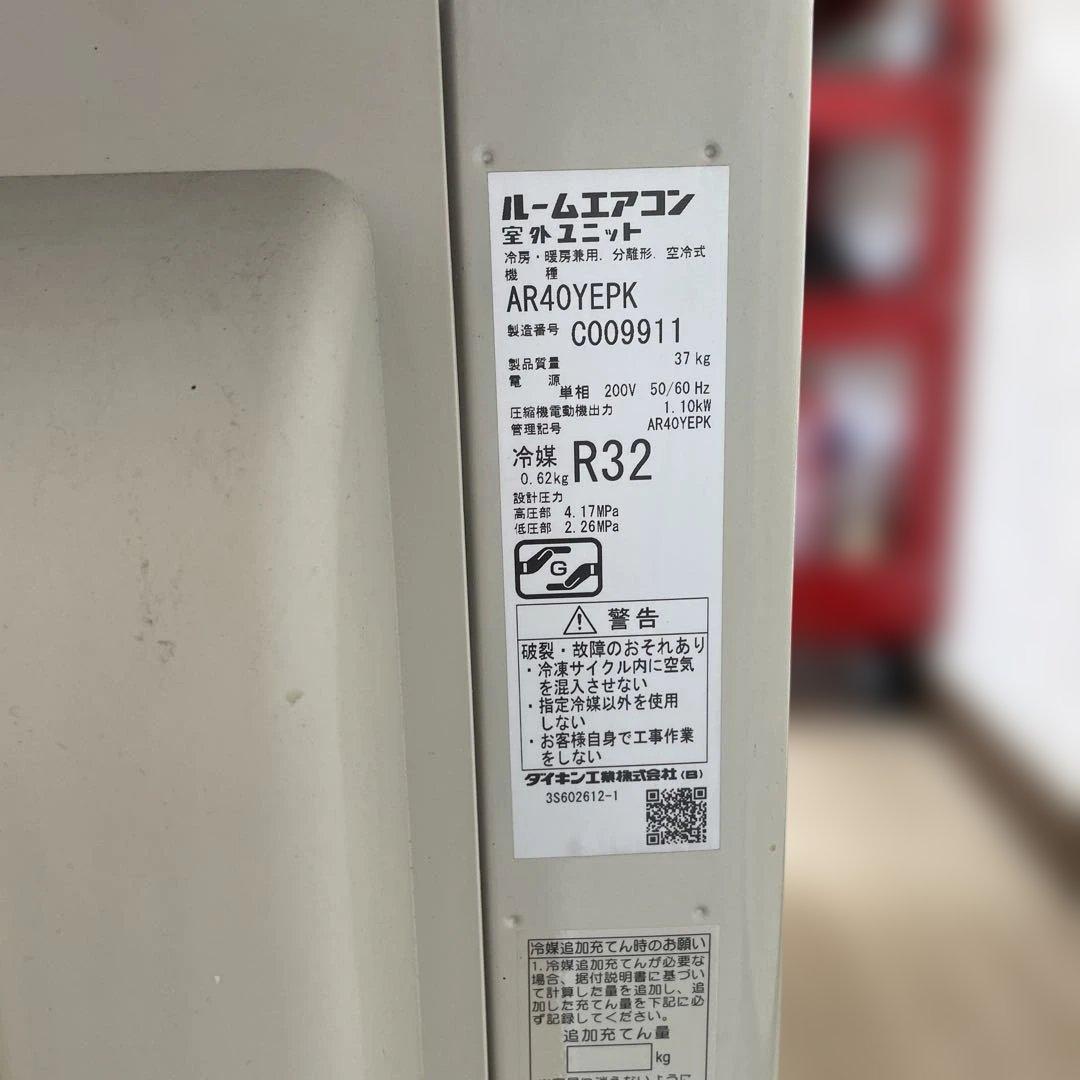 ルームエアコン
室外ユニット
冷房・暖房兼用. 分離形. 空冷式
機 種
AR40YEPK
製造番号 C009911
製品質量 37 kg
電 源
単相 200V 50/60 Hz
圧縮機電動機出力 1.10kW
管理記号 AR40YEPK
冷媒 R32
0.62kg
設計圧力
高圧部 4.17MPa
低圧部 2.26MPa
G
警告
破裂・故障のおそれあり
・冷凍サイクル内に空気
を混入させない
・指定冷媒以外を使用
しない
・お客様自身で工事作業
をしない
ダイキン工業株式会社(B)
3S602612-1
冷媒追加充てん時のお願い
1.冷媒追加充てんが必要な
場合、据付説明書に基づい
て計算した量を追加し、追
加した充てん量を下記に必
ず記録してください。
追加充てん量
kg